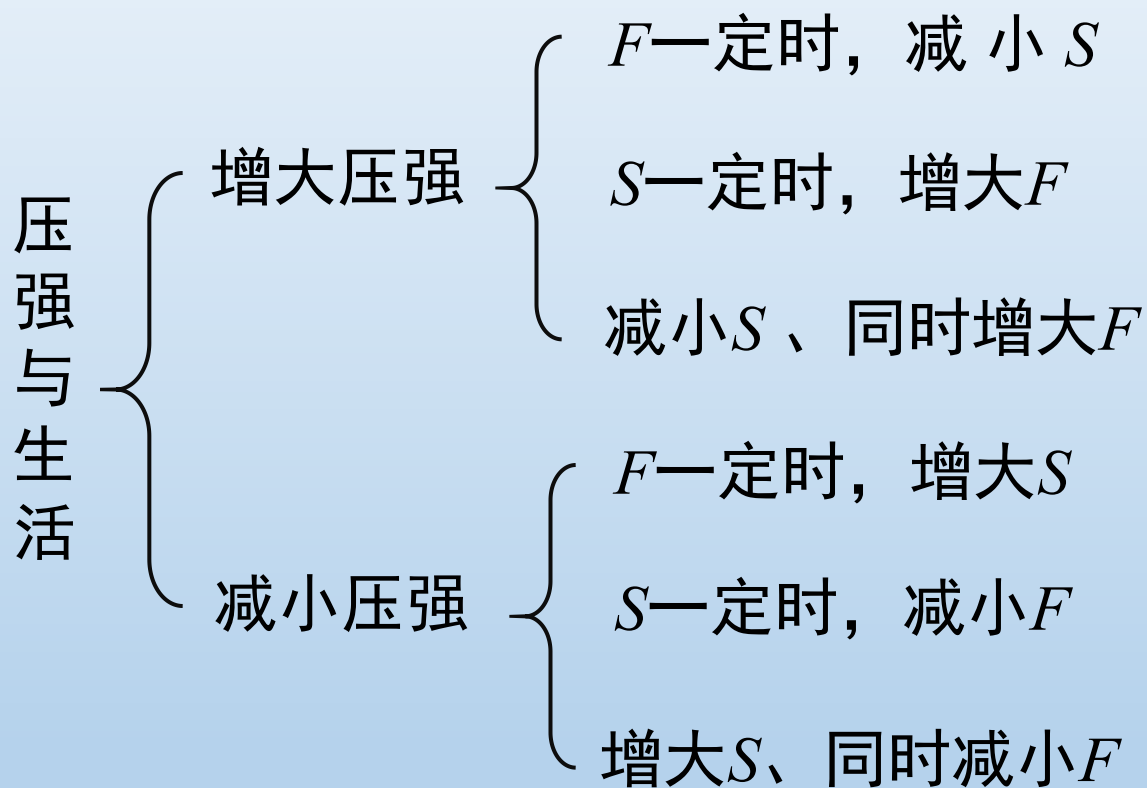 压强与生活
增大压强
F一定时，减 小 S
S一定时，增大F
减小S 、同时增大F
减小压强
F一定时，增大S
S一定时，减小F
增大S、同时减小F